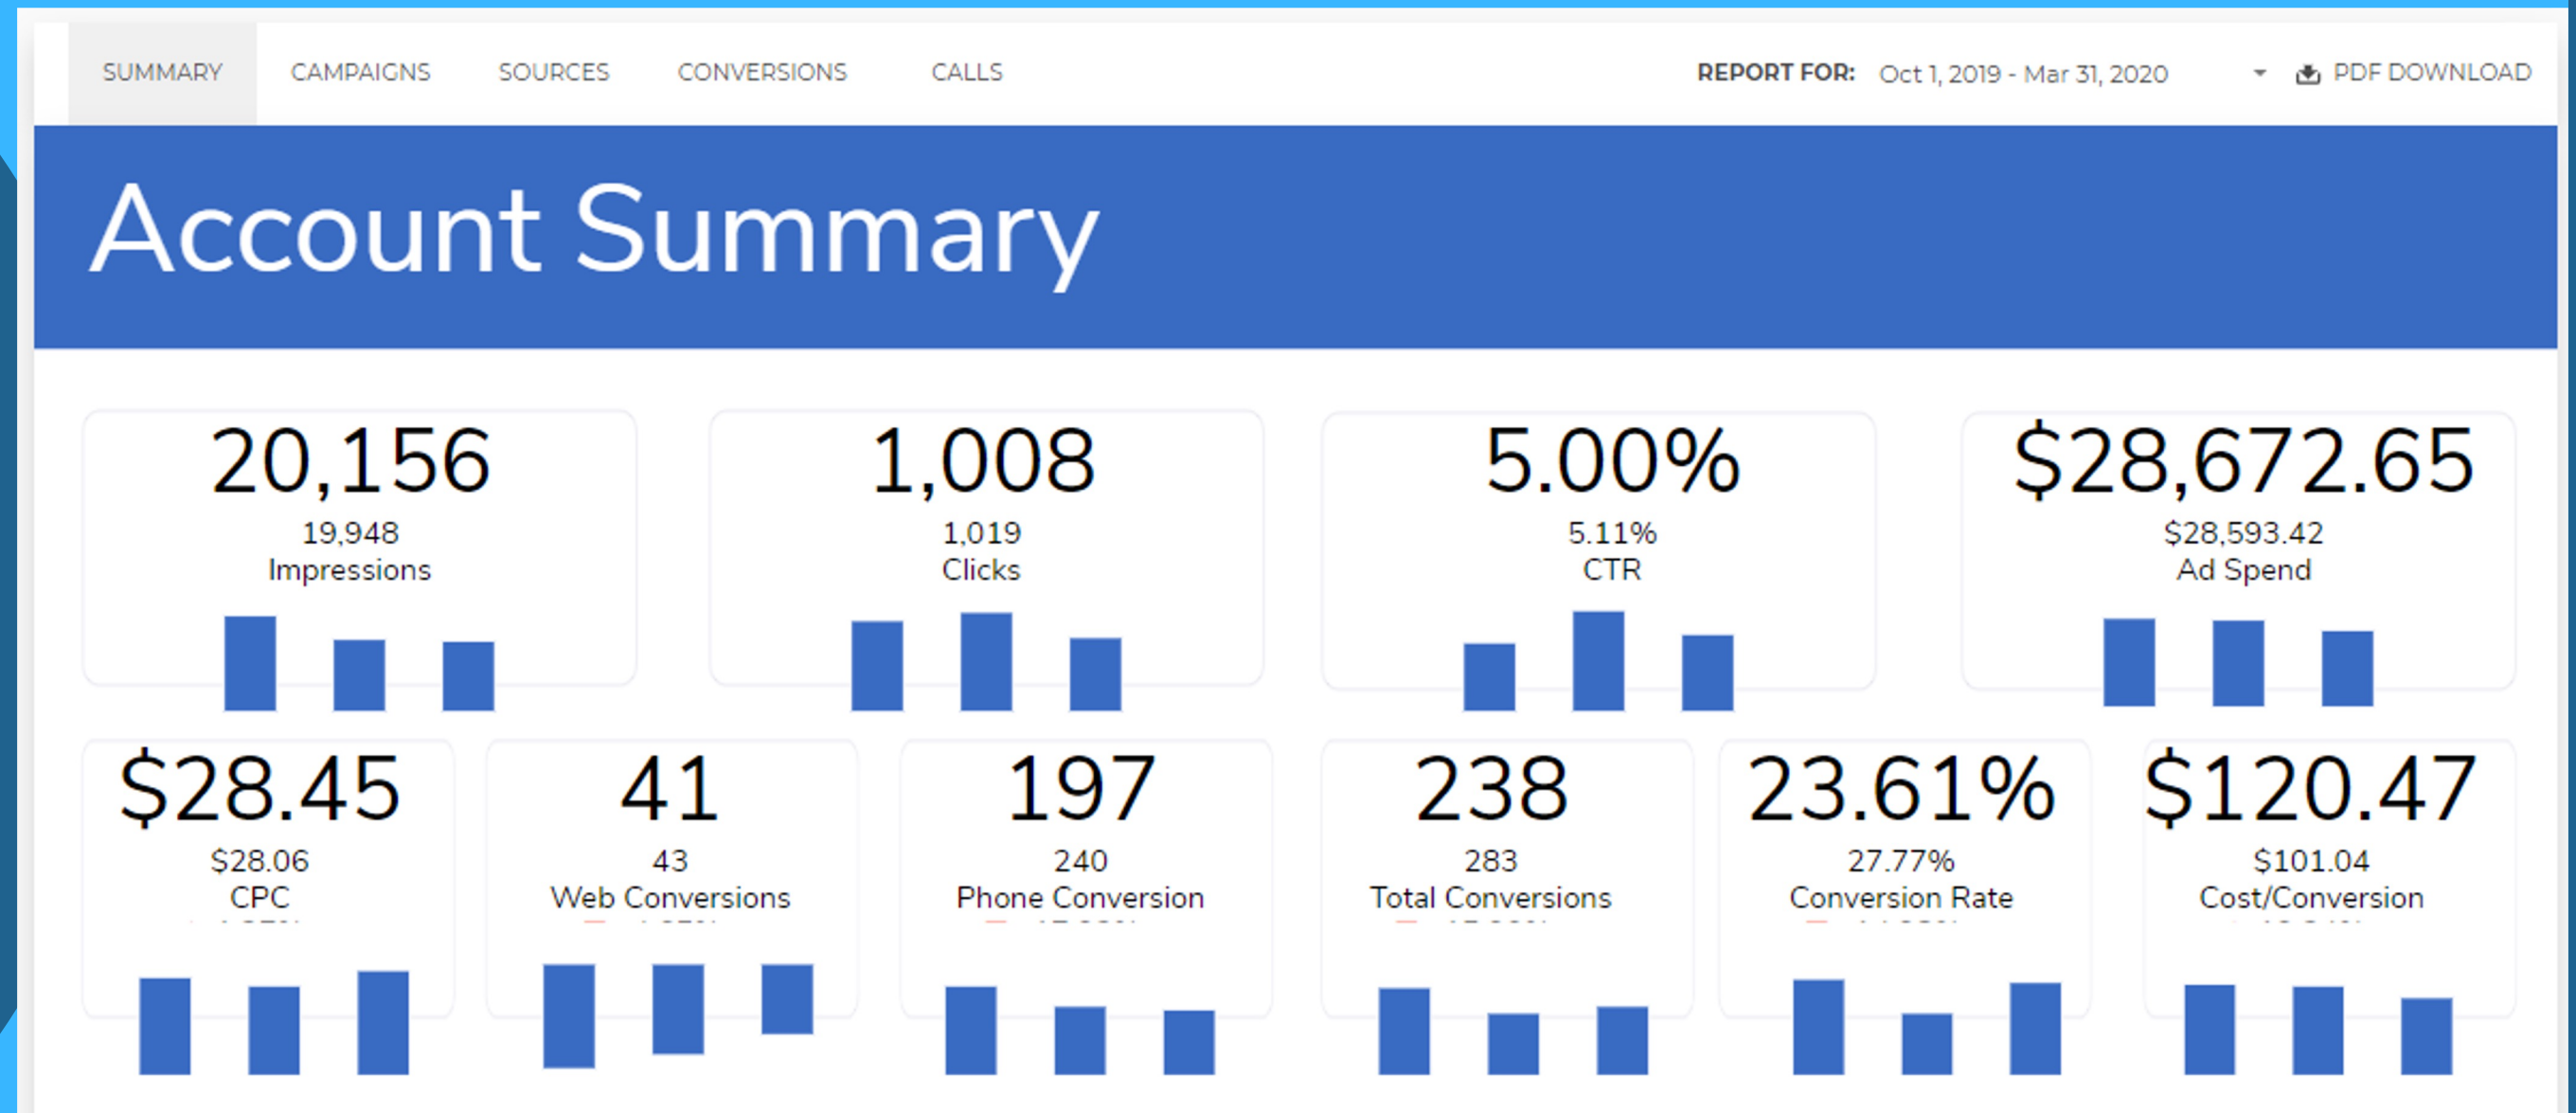 SUMMARY CAMPAIGNS SOURCES CONVERSIONS CALLS REPORT FOR: Oct 1, 2019 - Mar 31, 2020 PDF DOWNLOAD
Account Summary
20,156 1,008 5.00% $28,672.65
19,948 1,019 5.11% $28,593.42
Impressions Clicks CTR Ad Spend
$28.45 41 197 238 23.61% $120.47
$28.06 43 240 283 27.77% $101.04
CPC Web Conversions Phone Conversion Total Conversions Conversion Rate Cost/Conversion